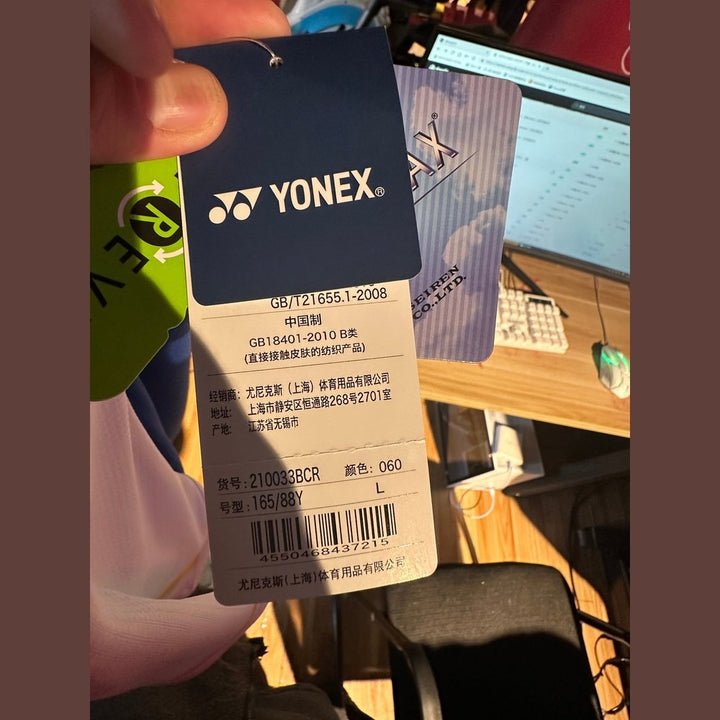 YONEX®
GB/T21655.1-2008
中国制
GB18401-2010 B类
(直接接触皮肤的纺织产品)
经销商: 尤尼克斯(上海)体育用品有限公司
地址: 上海市静安区恒通路268号2701室
产地: 江苏省无锡市
货号: 210033BCR 颜色: 060
号型: 165/88Y L
4550468437215
尤尼克斯(上海)体育用品有限公司
AX®
SEIREN
CO.,LTD.
R
E
V